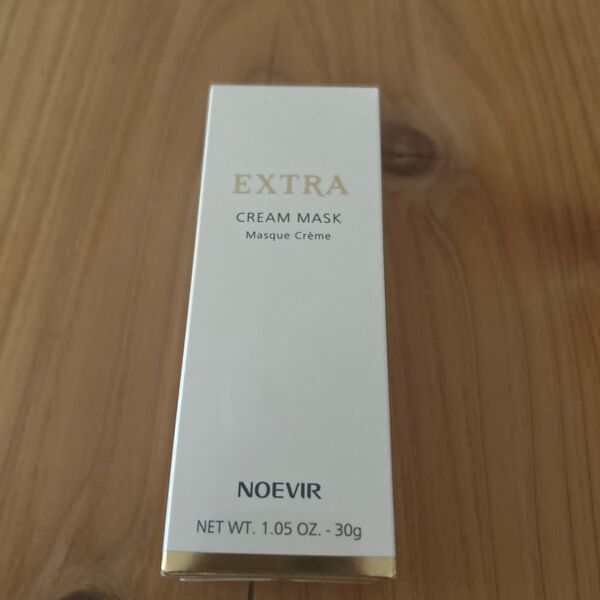 EXTRA
CREAM MASK
Masque Crème
NOEVIR
NET WT. 1.05 OZ. - 30g